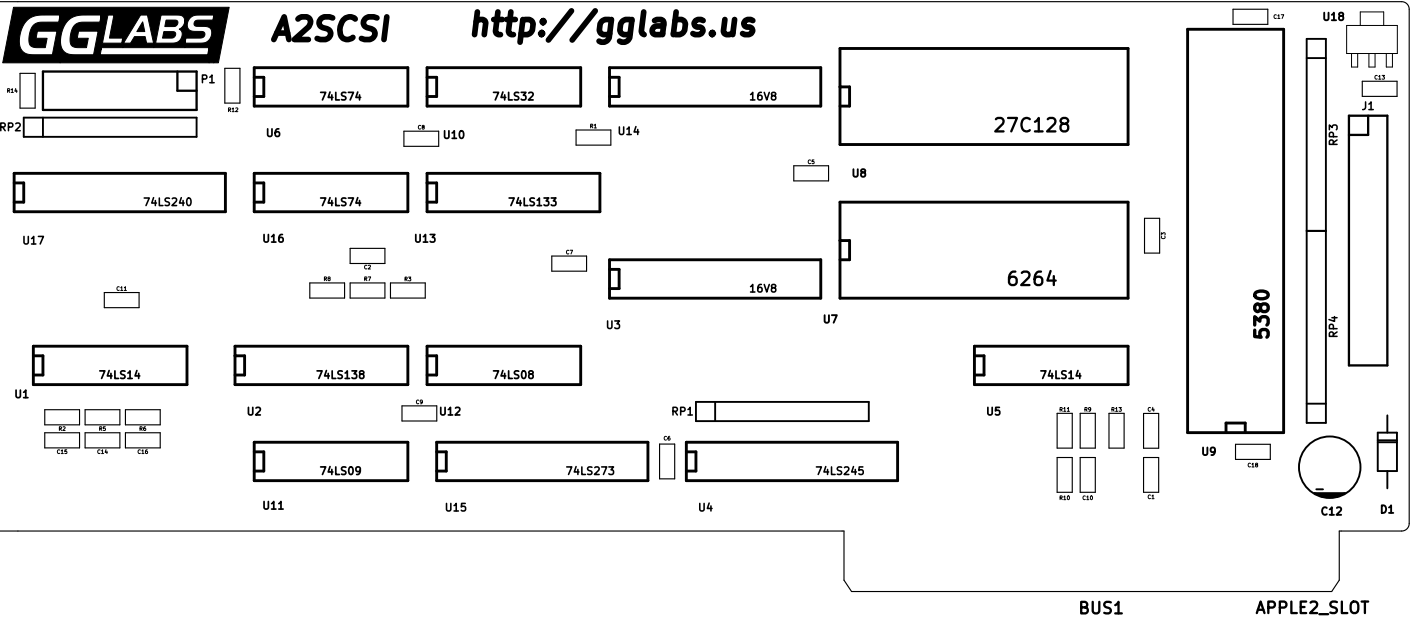 GGLABS A2SCSI http://gglabs.us
C17 U18
R14 P1 R12 74LS74 74LS32 16V8 C13
RP2 U6 C8 U10 R1 U14 27C128 RP3 J1
C5 U8
74LS240 74LS74 74LS133
U17 U16 U13 C3
C2 C7
R8 R7 R3 6264
C11 16V8 5380
U3 U7 RP4
74LS14 74LS138 74LS08 74LS14
U1 U2 C9 U12 RP1 U5 R11 R9 R13 C4
R2 R5 R6
C15 C14 C16 C6 U9 C18
74LS09 74LS273 74LS245
U11 U15 U4 R10 C10 C1 C12 D1
BUS1 APPLE2_SLOT